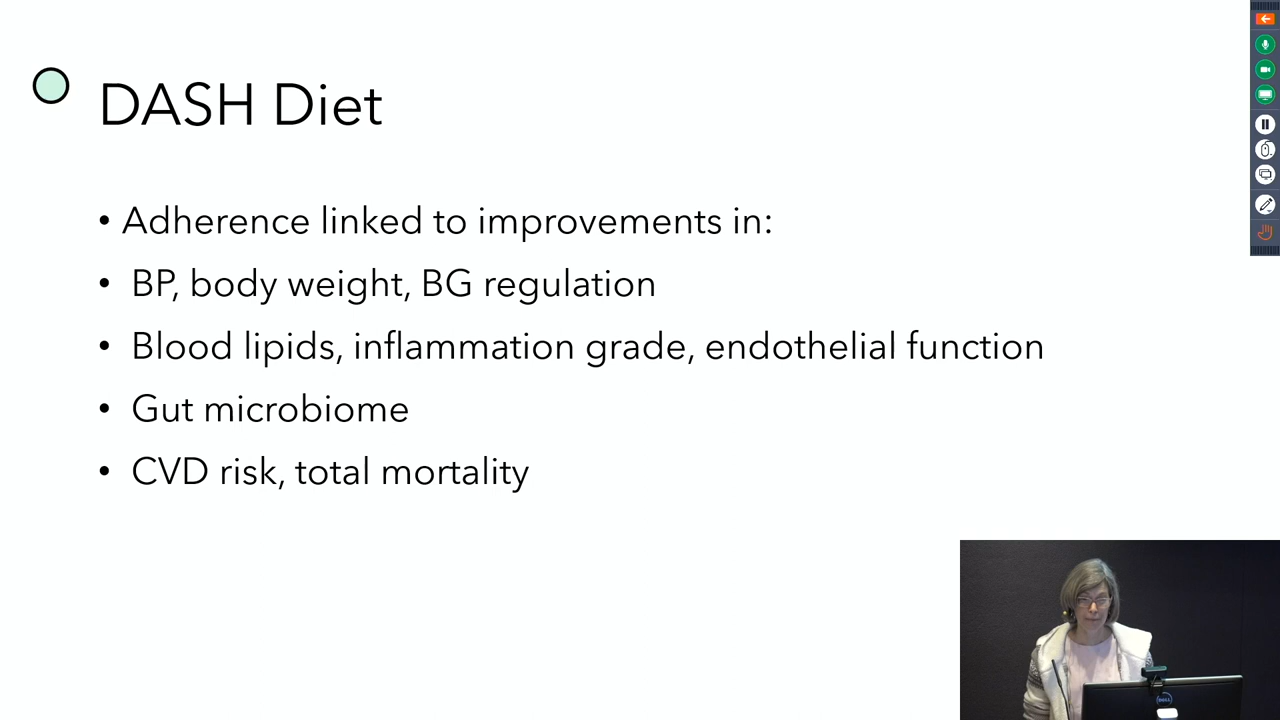 DASH Diet
• Adherence linked to improvements in:
• BP, body weight, BG regulation
• Blood lipids, inflammation grade, endothelial function
• Gut microbiome
• CVD risk, total mortality
DELL